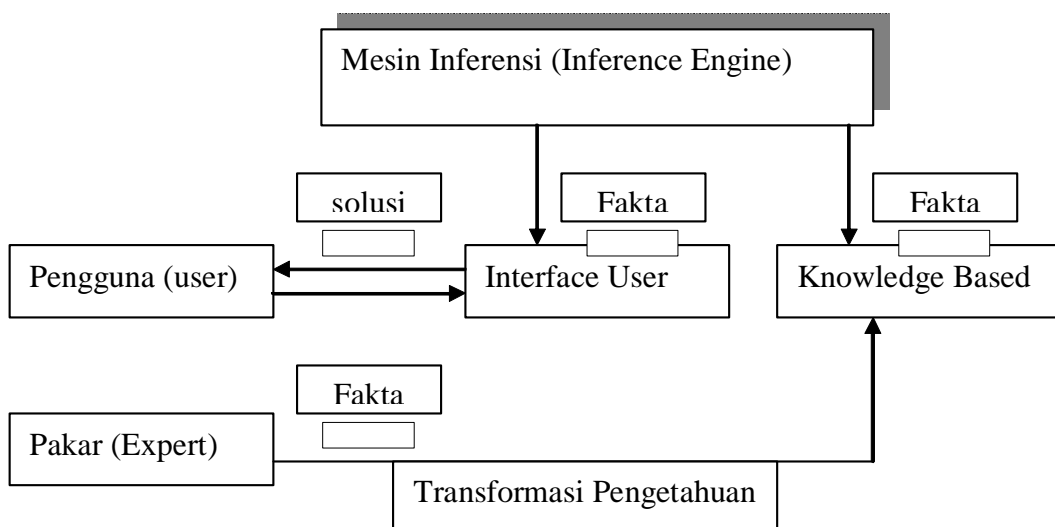 Mesin Inferensi (Inference Engine)
solusi
Fakta
Fakta
Pengguna (user)
Interface User
Knowledge Based
Fakta
Pakar (Expert)
Transformasi Pengetahuan